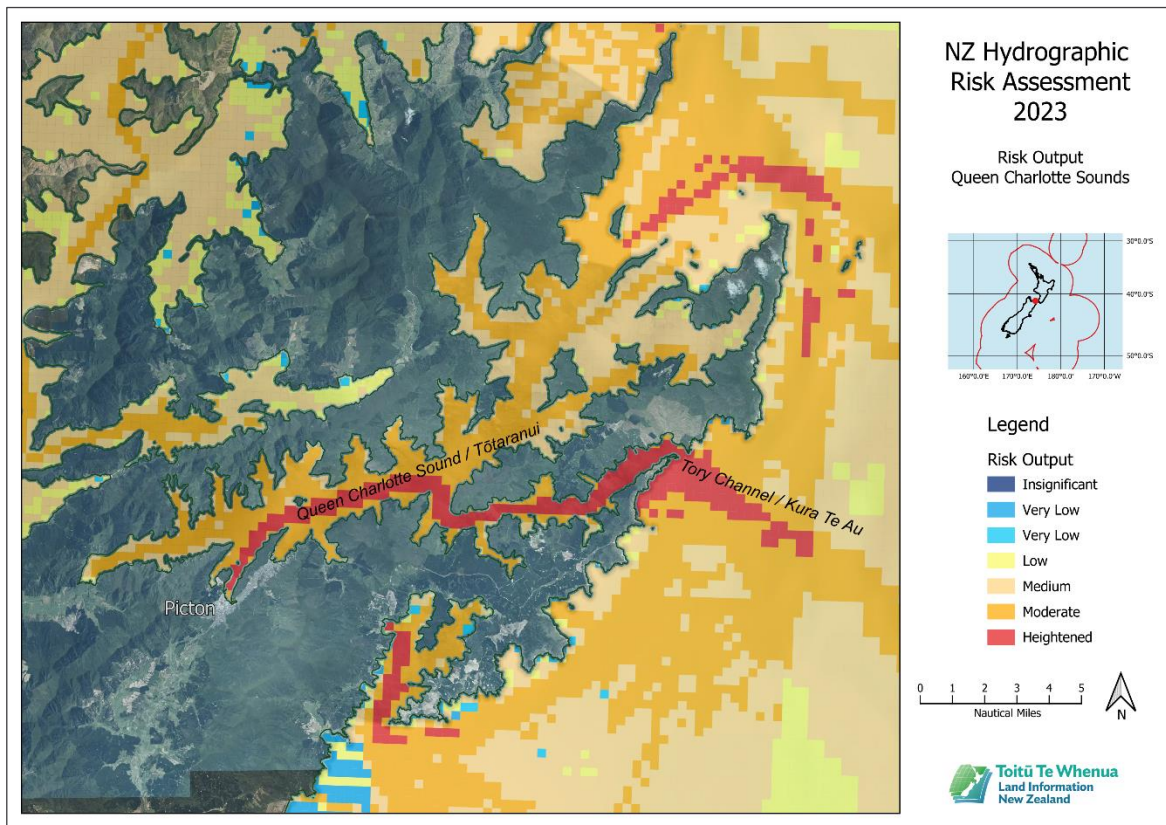 NZ Hydrographic
Risk Assessment
2023
Risk Output
Queen Charlotte Sounds
30°0.0'S
40°0.0'S
50°0.0'S
160°0.0'E 170°0.0'E 180°0.0'E 170°0.0'W
Queen Charlotte Sound / Tōtaranui
Tory Channel / Kura Te Au
Picton
Legend
Risk Output
Insignificant
Very Low
Very Low
Low
Medium
Moderate
Heightened
0 1 2 3 4 5
Nautical Miles
N
Toitū Te Whenua
Land Information
New Zealand